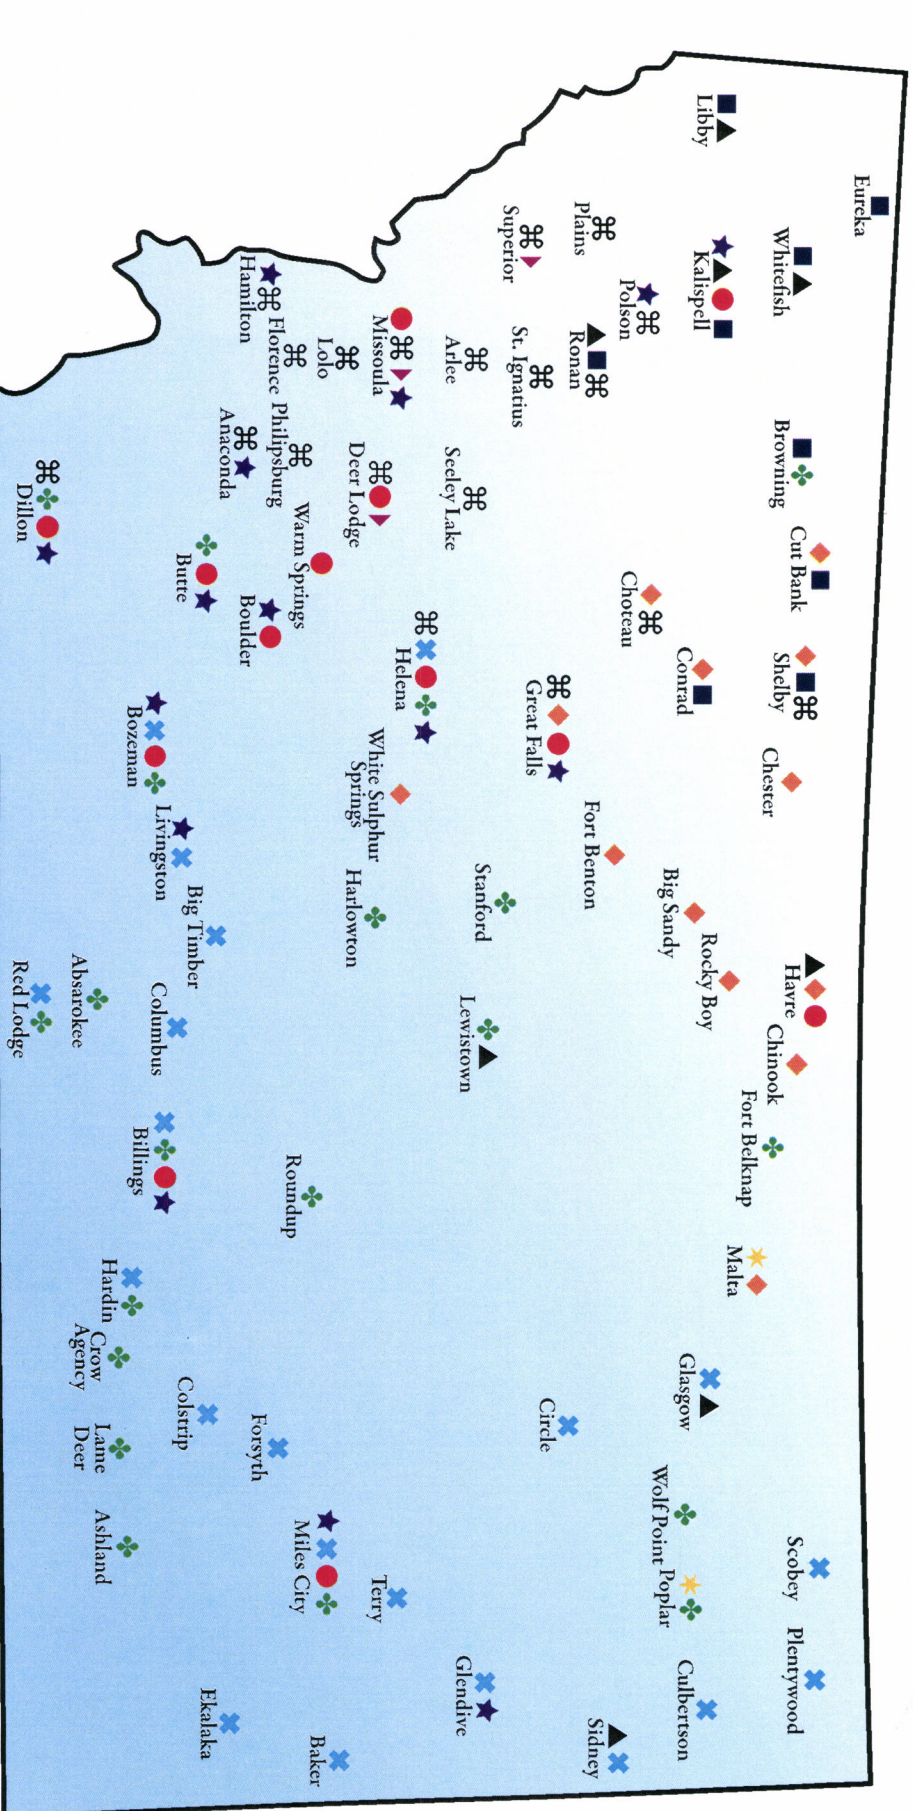 Eureka
Libby
Whitefish
Kalispell
Polson
Plains
Superior
Ronan
St. Ignatius
Arlee
Missoula
Lolo
Florence
Hamilton
Browning
Cut Bank
Shelby
Chester
Choteau
Conrad
Seeley Lake
Deer Lodge
Philipsburg
Anaconda
Warm Springs
Butte
Boulder
Dillon
Helena
Great Falls
Fort Benton
Big Sandy
Rocky Boy
Havre
Chinook
Fort Belknap
White Sulphur
Springs
Harlowton
Stanford
Lewistown
Bozeman
Livingston
Big Timber
Columbus
Absarokee
Red Lodge
Billings
Roundup
Malta
Glasgow
Circle
Hardin
Crow
Agency
Lame
Deer
Ashland
Colstrip
Forsyth
Miles City
Terry
Wolf Point
Poplar
Scobey
Plentywood
Culbertson
Sidney
Glendive
Baker
Ekalaka